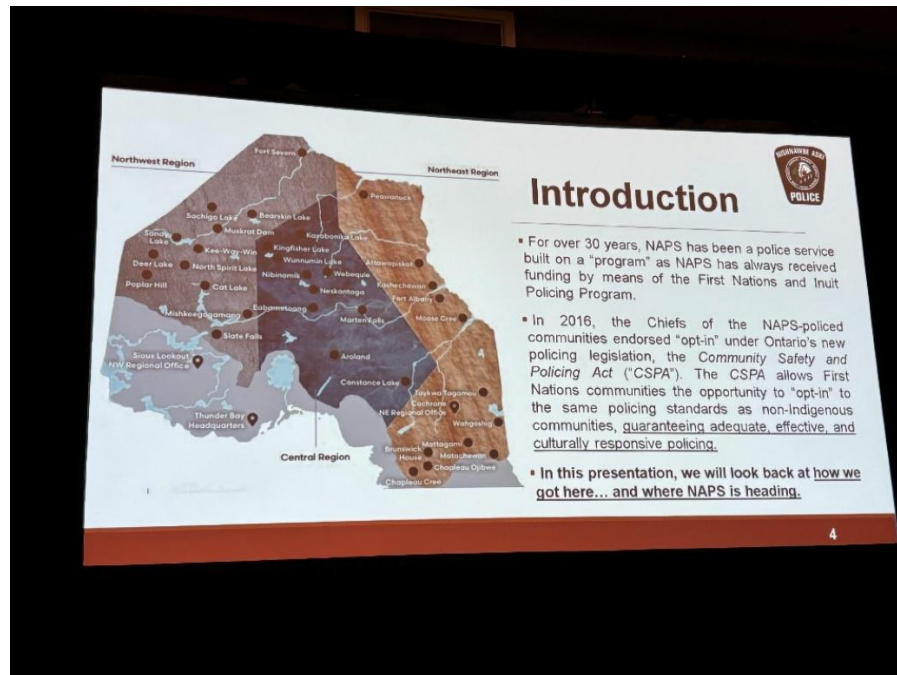 Northwest Region
Northeast Region
Fort Severn
Peawanuck
Sachigo Lake
Bearskin Lake
Muskrat Dam
Sandy
Lake
Kee-Way-Win
Kasabonika Lake
Kingfisher Lake
Wunnumin Lake
Attawapiskat
Deer Lake
North Spirit Lake
Nibinamik
Webequie
Kashechewan
Poplar Hill
Cat Lake
Neskantaga
Fort Albany
Mishkeegogamang
Eabametoong
Marten Falls
Moose Cree
Slate Falls
4
Sioux Lookout
NW Regional Office
Aroland
Constance Lake
Taykwa Tagamou
Cochrane
NE Regional Office
Thunder Bay
Headquarters
Wahgoshig
Mattagami
Brunswick
House
Matachewan
Chapleau Ojibwe
Central Region
Chapleau Cree
NISHNAWBE ASKI
POLICE
Introduction
▪ For over 30 years, NAPS has been a police service
built on a “program” as NAPS has always received
funding by means of the First Nations and Inuit
Policing Program.
▪ In 2016, the Chiefs of the NAPS-policed
communities endorsed “opt-in” under Ontario’s new
policing legislation, the Community Safety and
Policing Act (“CSPA”). The CSPA allows First
Nations communities the opportunity to “opt-in” to
the same policing standards as non-Indigenous
communities, guaranteeing adequate, effective, and
culturally responsive policing.
▪ In this presentation, we will look back at how we
got here… and where NAPS is heading.
4